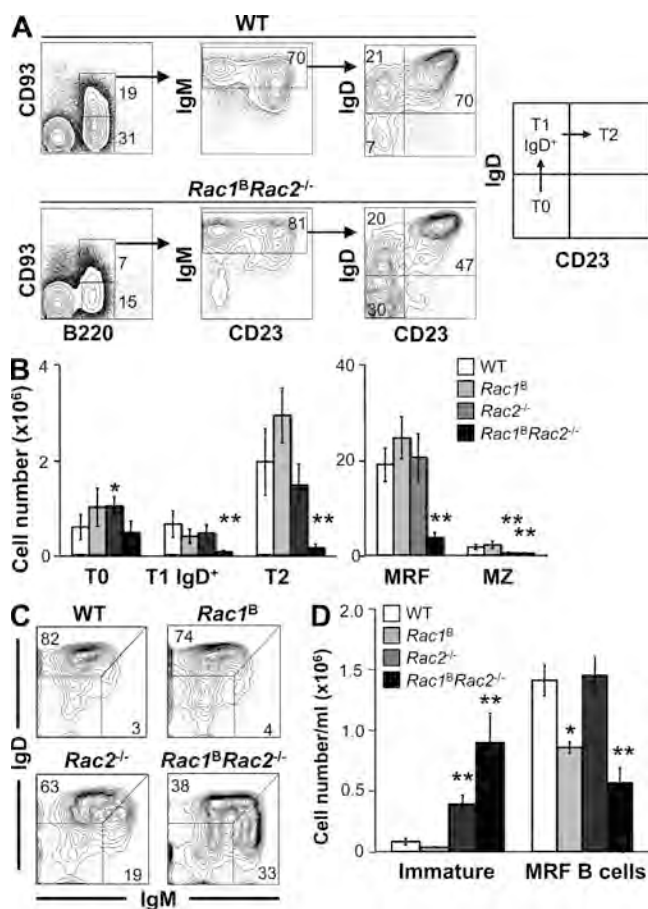 A
WT
CD93
19
31
IgM
70
IgD
21
70
7
Rac1ᴮRac2⁻/⁻
CD93
7
15
B220
IgM
81
CD23
IgD
20
47
30
CD23
IgD
T1
IgD⁺
T2
T0
CD23
B
Cell number (x10⁶)
4
2
0
*
**
**
T0
T1 IgD⁺
T2
40
20
0
WT
Rac1ᴮ
Rac2⁻/⁻
Rac1ᴮRac2⁻/⁻
**
**
**
MRF
MZ
C
WT
Rac1ᴮ
82
3
74
4
Rac2⁻/⁻
Rac1ᴮRac2⁻/⁻
63
19
38
33
IgD
IgM
D
Cell number/ml (x10⁶)
2.0
1.5
1.0
0.5
0
WT
Rac1ᴮ
Rac2⁻/⁻
Rac1ᴮRac2⁻/⁻
**
**
*
**
Immature
MRF B cells